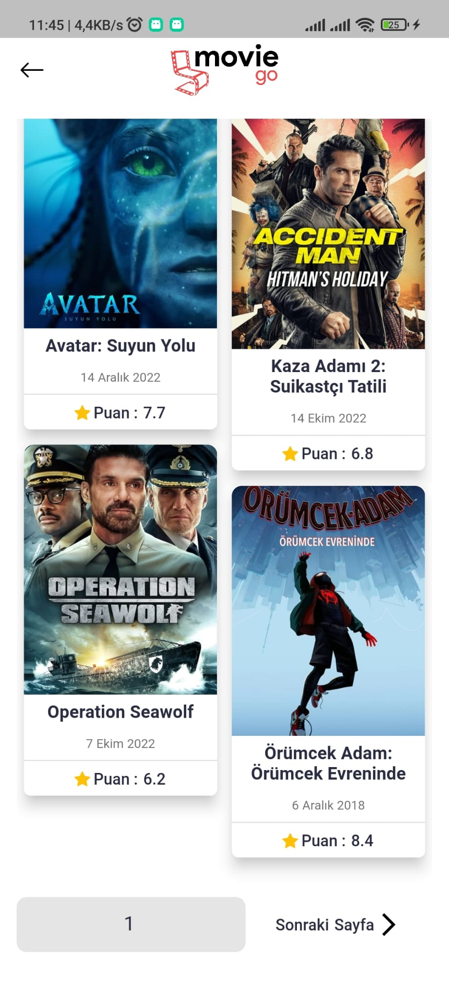 11:45 | 4,4KB/s
25
movie
go
AVATAR
SUYUN YOLU
Avatar: Suyun Yolu
14 Aralık 2022
Puan : 7.7
ACCIDENT
MAN
HITMAN'S HOLIDAY
Kaza Adamı 2:
Suikastçı Tatili
14 Ekim 2022
Puan : 6.8
OPERATION
SEAWOLF
Operation Seawolf
7 Ekim 2022
Puan : 6.2
ÖRÜMCEK-ADAM
ÖRÜMCEK EVRENİNDE
Örümcek Adam:
Örümcek Evreninde
6 Aralık 2018
Puan : 8.4
1
Sonraki Sayfa